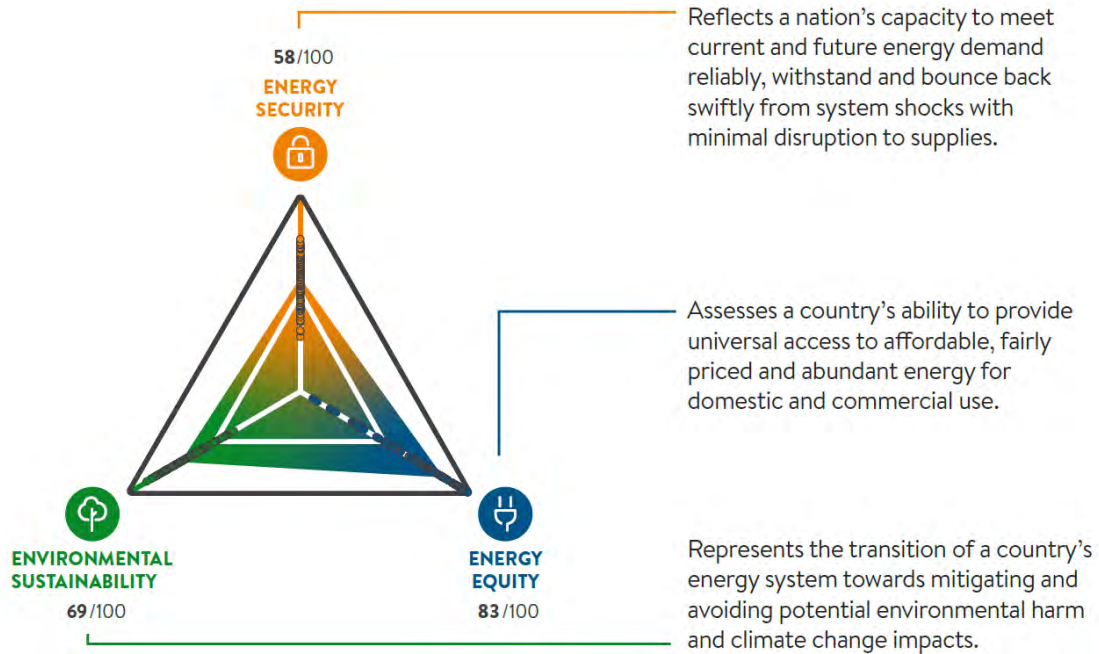 58/100
ENERGY
SECURITY
Reflects a nation’s capacity to meet
current and future energy demand
reliably, withstand and bounce back
swiftly from system shocks with
minimal disruption to supplies.
Assesses a country’s ability to provide
universal access to affordable, fairly
priced and abundant energy for
domestic and commercial use.
ENVIRONMENTAL
SUSTAINABILITY
69/100
ENERGY
EQUITY
83/100
Represents the transition of a country’s
energy system towards mitigating and
avoiding potential environmental harm
and climate change impacts.